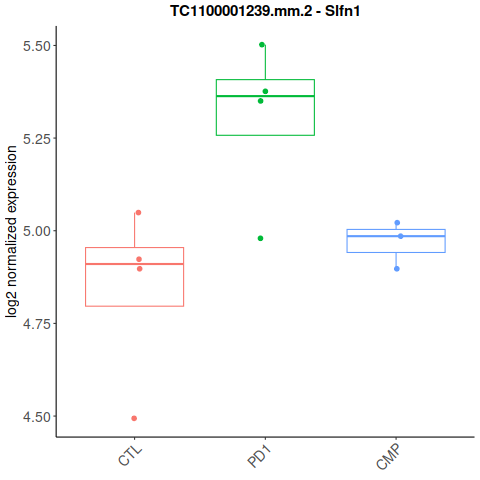 TC1100001239.mm.2 - Slfn1
log2 normalized expression
5.50
5.25
5.00
4.75
4.50
CTL
PD1
CMP